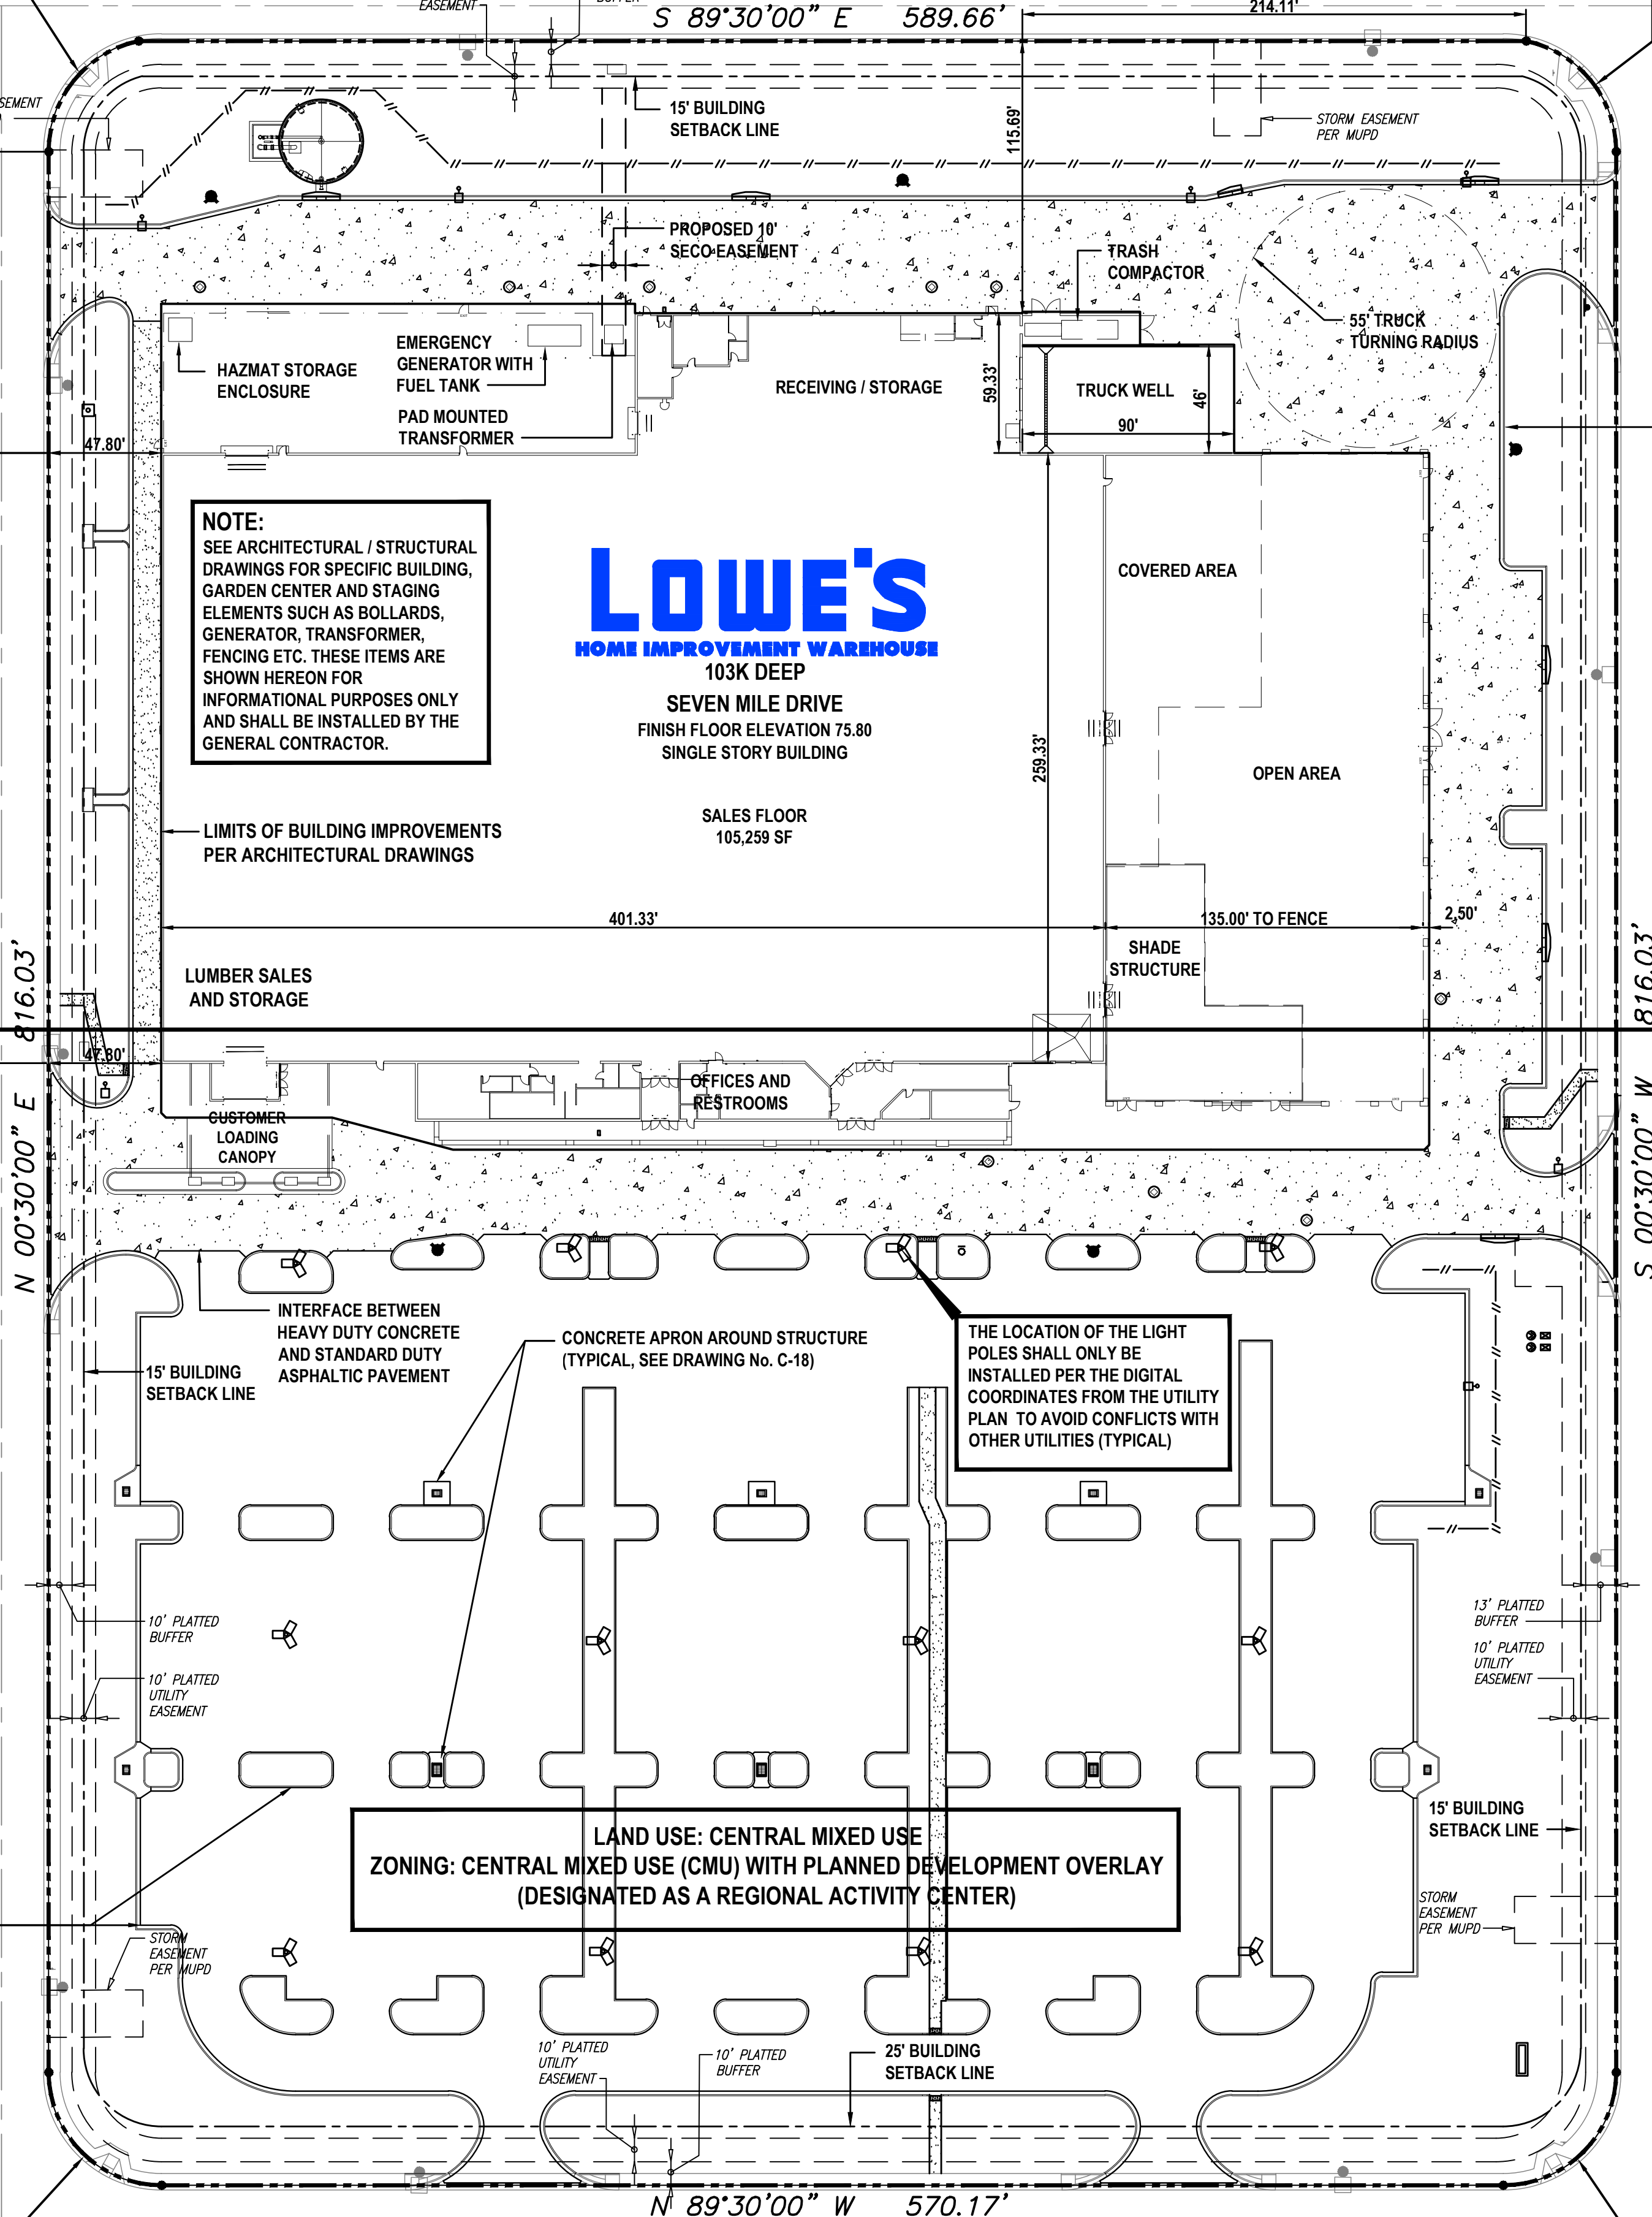 EASEMENT
S 89°30'00" E 589.66'
214.11'
SEMENT
15' BUILDING
SETBACK LINE
115.69'
STORM EASEMENT
PER MUPD
PROPOSED 10'
SECO EASEMENT
TRASH
COMPACTOR
55' TRUCK
TURNING RADIUS
HAZMAT STORAGE
ENCLOSURE
EMERGENCY
GENERATOR WITH
FUEL TANK
PAD MOUNTED
TRANSFORMER
RECEIVING / STORAGE
59.33'
TRUCK WELL
46'
90'
47.80'
NOTE:
SEE ARCHITECTURAL / STRUCTURAL
DRAWINGS FOR SPECIFIC BUILDING,
GARDEN CENTER AND STAGING
ELEMENTS SUCH AS BOLLARDS,
GENERATOR, TRANSFORMER,
FENCING ETC. THESE ITEMS ARE
SHOWN HEREON FOR
INFORMATIONAL PURPOSES ONLY
AND SHALL BE INSTALLED BY THE
GENERAL CONTRACTOR.
LOWE'S
HOME IMPROVEMENT WAREHOUSE
103K DEEP
SEVEN MILE DRIVE
FINISH FLOOR ELEVATION 75.80
SINGLE STORY BUILDING
SALES FLOOR
105,259 SF
COVERED AREA
OPEN AREA
259.33'
LIMITS OF BUILDING IMPROVEMENTS
PER ARCHITECTURAL DRAWINGS
401.33'
135.00' TO FENCE
2.50'
SHADE
STRUCTURE
LUMBER SALES
AND STORAGE
N 00°30'00" E 816.03'
S 00°30'00" W 816.03'
47.80'
OFFICES AND
RESTROOMS
CUSTOMER
LOADING
CANOPY
INTERFACE BETWEEN
HEAVY DUTY CONCRETE
AND STANDARD DUTY
ASPHALTIC PAVEMENT
15' BUILDING
SETBACK LINE
CONCRETE APRON AROUND STRUCTURE
(TYPICAL, SEE DRAWING No. C-18)
THE LOCATION OF THE LIGHT
POLES SHALL ONLY BE
INSTALLED PER THE DIGITAL
COORDINATES FROM THE UTILITY
PLAN TO AVOID CONFLICTS WITH
OTHER UTILITIES (TYPICAL)
10' PLATTED
BUFFER
10' PLATTED
UTILITY
EASEMENT
13' PLATTED
BUFFER
10' PLATTED
UTILITY
EASEMENT
15' BUILDING
SETBACK LINE
LAND USE: CENTRAL MIXED USE
ZONING: CENTRAL MIXED USE (CMU) WITH PLANNED DEVELOPMENT OVERLAY
(DESIGNATED AS A REGIONAL ACTIVITY CENTER)
STORM
EASEMENT
PER MUPD
STORM
EASEMENT
PER MUPD
10' PLATTED
UTILITY
EASEMENT
10' PLATTED
BUFFER
25' BUILDING
SETBACK LINE
N 89°30'00" W 570.17'